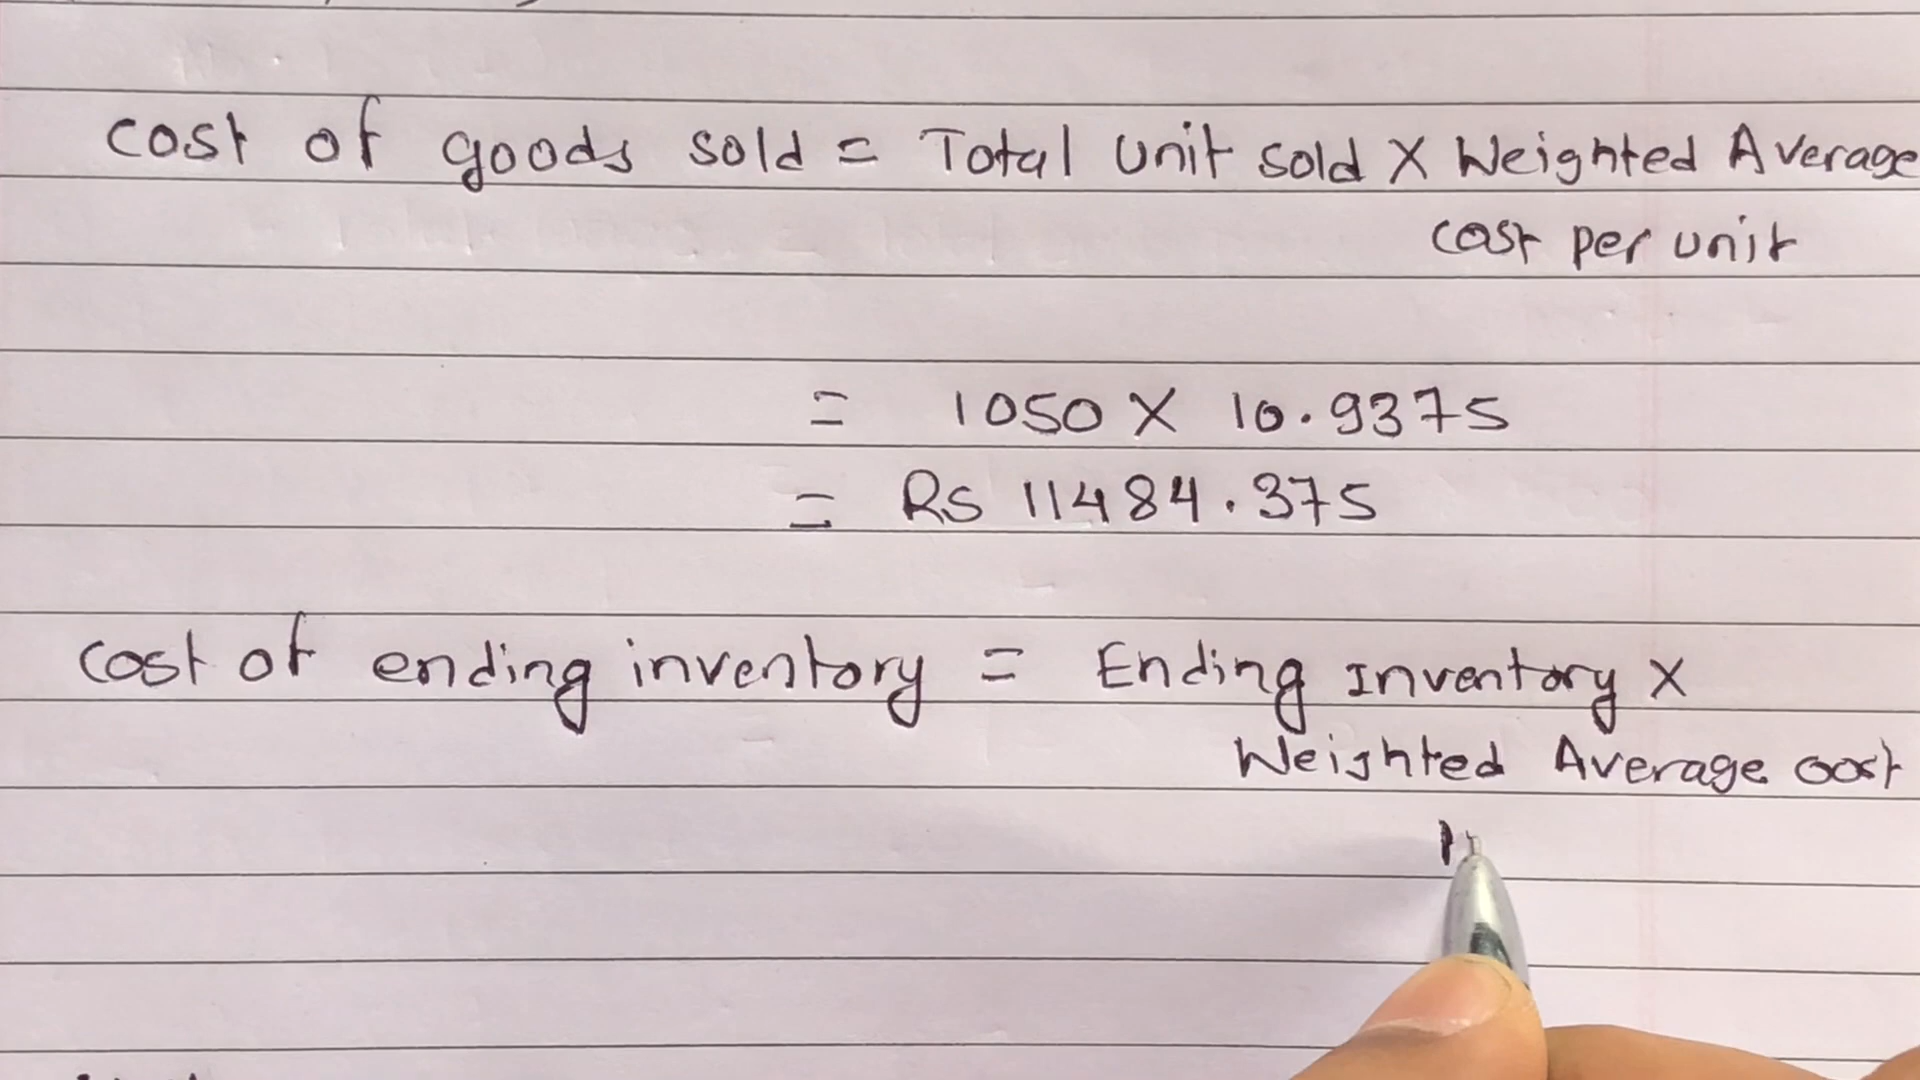 Cost of goods sold = Total Unit sold X Weighted Average
cost per unit
= 1050 X 10.9375
= Rs 11484.375
Cost of ending inventory = Ending Inventory X
Weighted Average cost